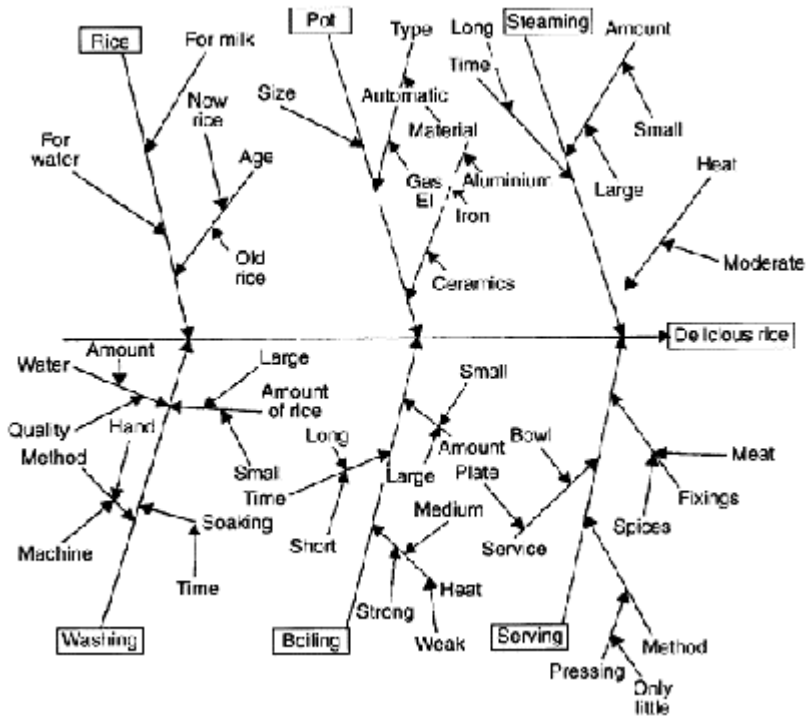 Rice
For milk
Now
rice
For
water
Age
Old
rice
Pot
Type
Size
Automatic
Material
Gas
El
Aluminium
Iron
Ceramics
Long
Steaming
Amount
Time
Small
Large
Heat
Moderate
Delicious rice
Amount
Water
Large
Quality
Hand
Amount
of rice
Method
Small
Soaking
Machine
Time
Washing
Small
Long
Amount
Large
Time
Medium
Short
Heat
Strong
Weak
Boiling
Bowl
Plate
Meat
Fixings
Spices
Service
Serving
Method
Pressing
Only
little